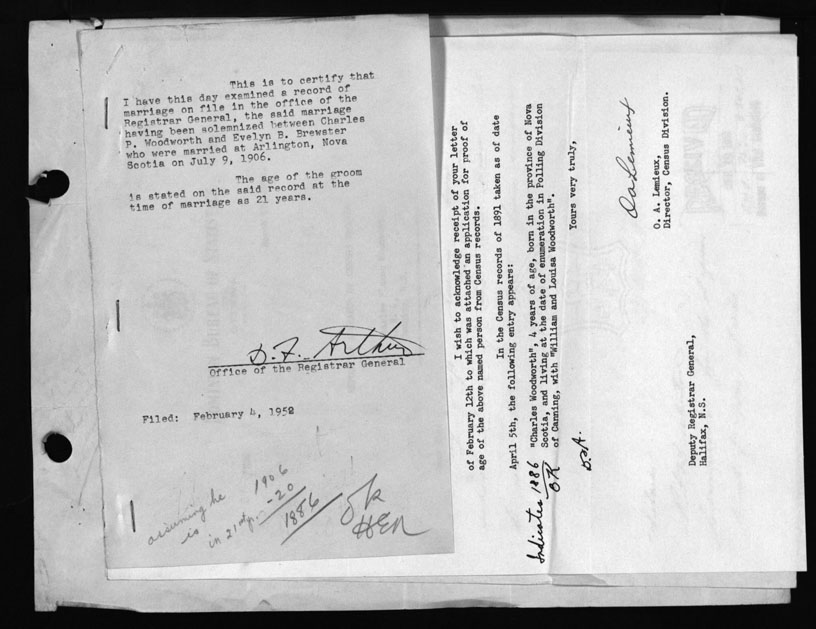 This is to certify that
I have this day examined a record of
marriage on file in the office of the
Registrar General, the said marriage
having been solemnized between Charles
P. Woodworth and Evelyn B. Brewster
who were married at Arlington, Nova
Scotia on July 9, 1906.
The age of the groom
is stated on the said record at the
time of marriage as 21 years.
D. F. Arthur
Office of the Registrar General
Filed: February 4, 1952
assuming he
is
in 21st yr.
1906
-20
1886
ok
HER
I wish to acknowledge receipt of your letter
of February 12th to which was attached an application for proof of
age of the above named person from Census records.
In the Census records of 1891 taken as of date
April 5th, the following entry appears:
"Charles Woodworth", 4 years of age, born in the province of Nova
Scotia, and living at the date of enumeration in Polling Division
of Canning, with "William and Louisa Woodworth".
Indicates 1886
OK
Yours very truly,
D.F.A.
O A Lemieux
O. A. Lemieux,
Director, Census Division.
Deputy Registrar General,
Halifax, N.S.